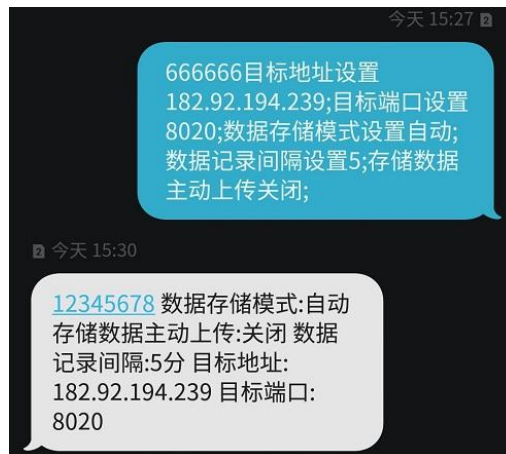 今天 15:27 2
666666目标地址设置
182.92.194.239;目标端口设置
8020;数据存储模式设置自动;
数据记录间隔设置5;存储数据
主动上传关闭;
2 今天 15:30
12345678 数据存储模式:自动
存储数据主动上传:关闭 数据
记录间隔:5分 目标地址:
182.92.194.239 目标端口:
8020